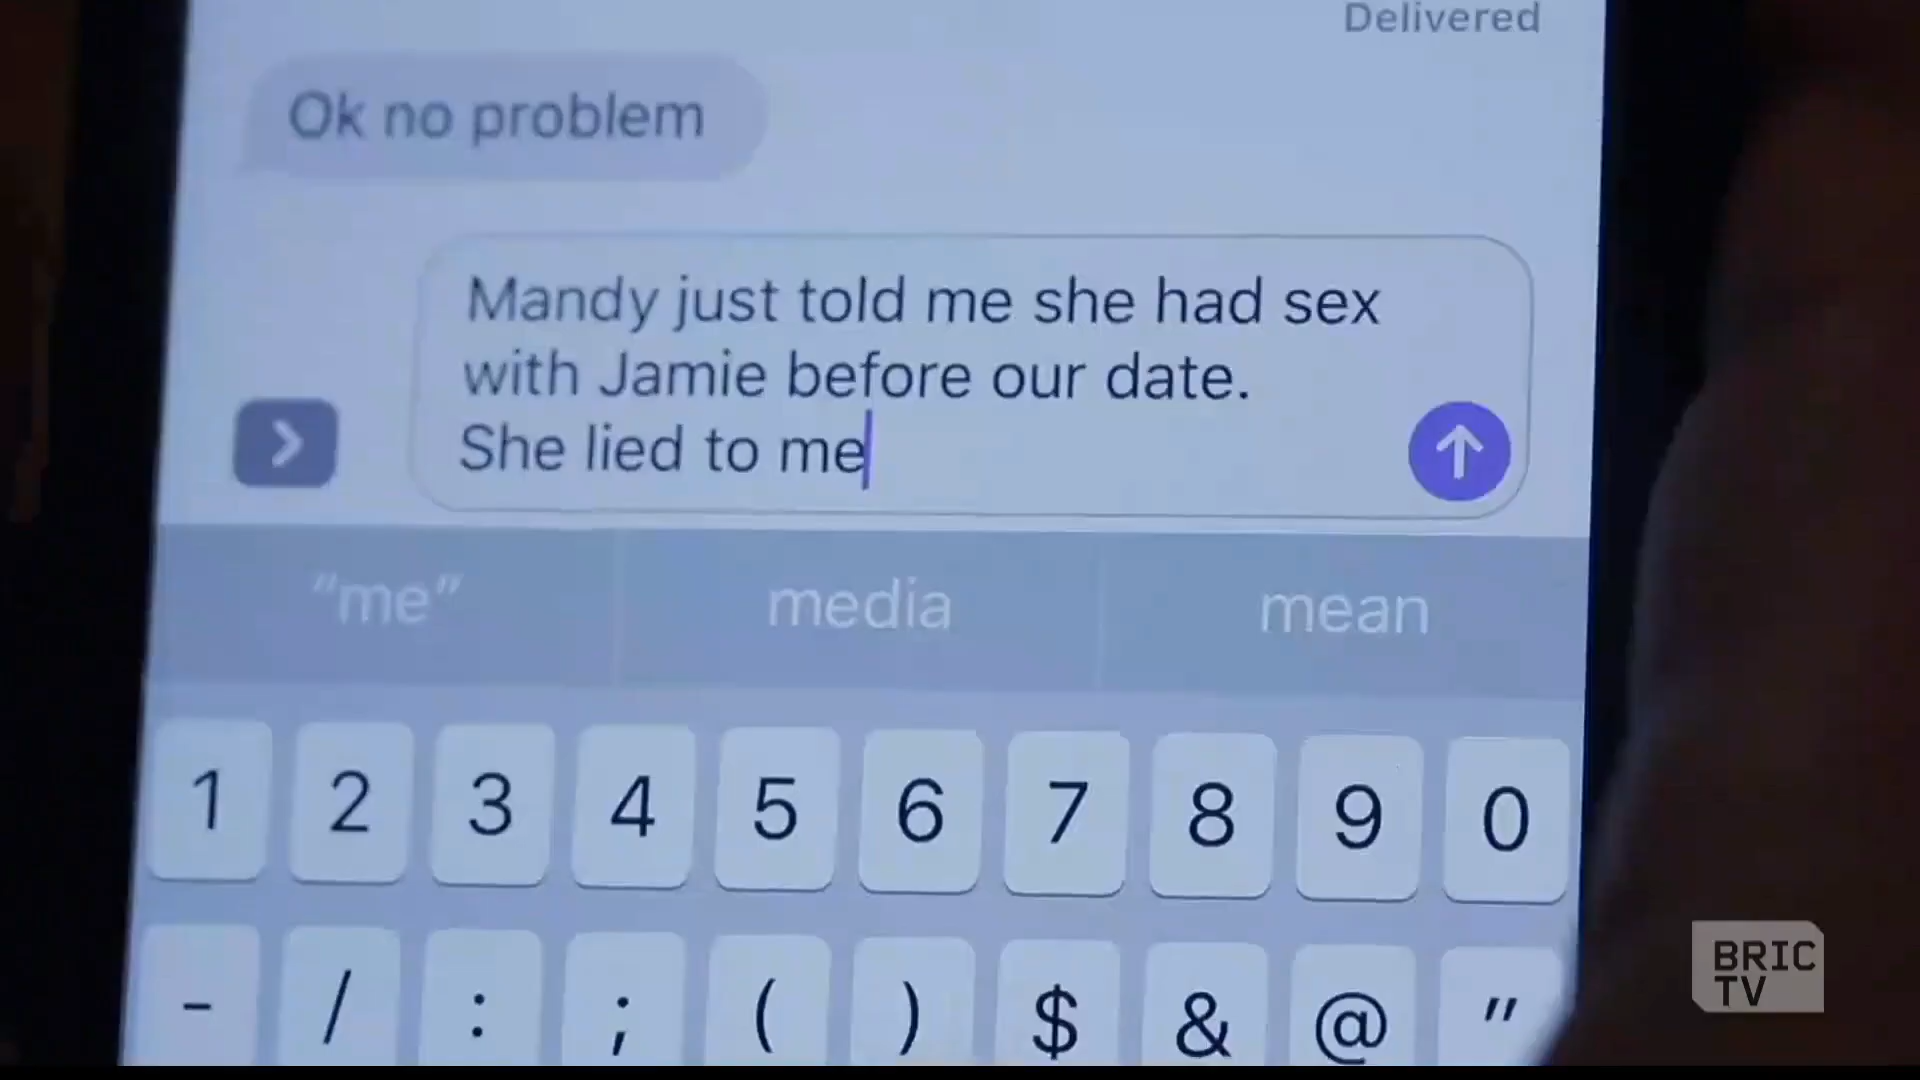 Delivered
Ok no problem
Mandy just told me she had sex
with Jamie before our date.
She lied to me
"me" media mean
1 2 3 4 5 6 7 8 9 0
- / : ; ( ) $ & @ "
BRIC
TV